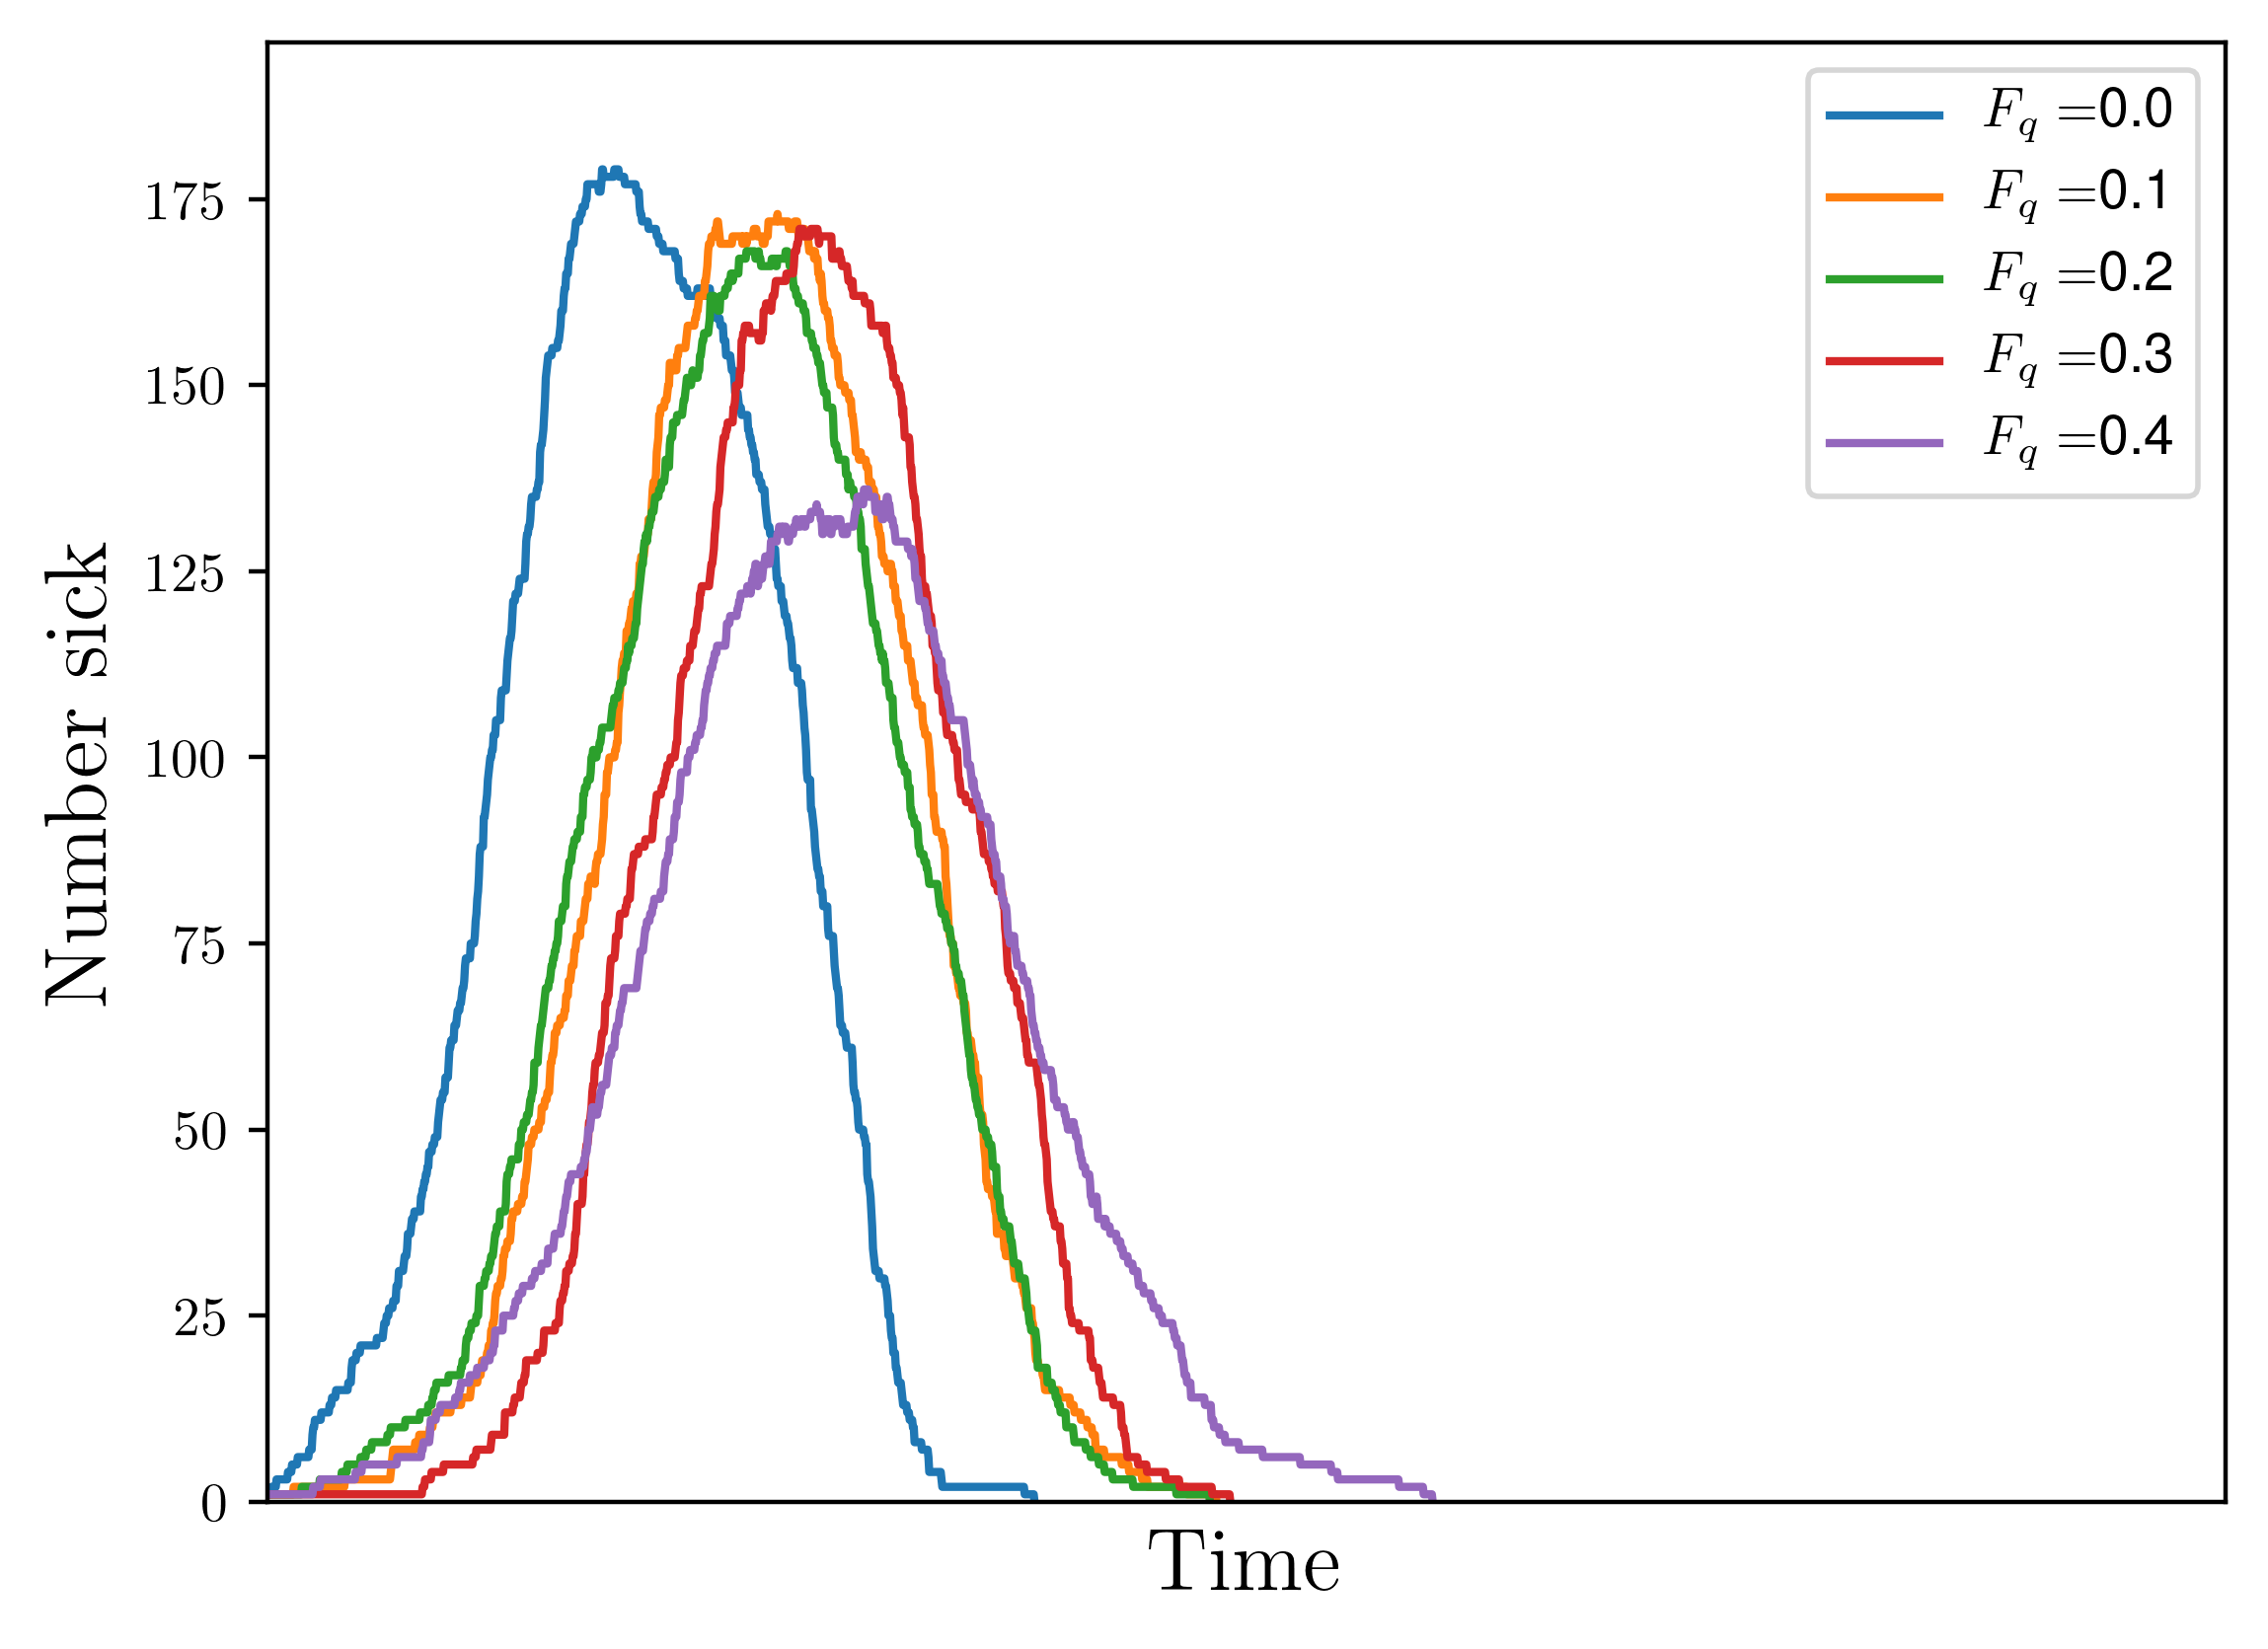 F_q =0.0
F_q =0.1
F_q =0.2
F_q =0.3
F_q =0.4
175
150
125
100
75
50
25
0
Number sick
Time